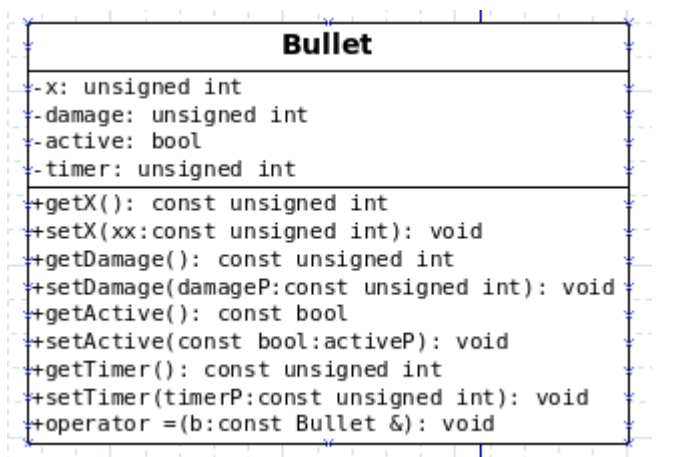 Bullet
-x: unsigned int
-damage: unsigned int
-active: bool
-timer: unsigned int
+getX(): const unsigned int
+setX(xx:const unsigned int): void
+getDamage(): const unsigned int
+setDamage(damageP:const unsigned int): void
+getActive(): const bool
+setActive(const bool:activeP): void
+getTimer(): const unsigned int
+setTimer(timerP:const unsigned int): void
+operator =(b:const Bullet &): void